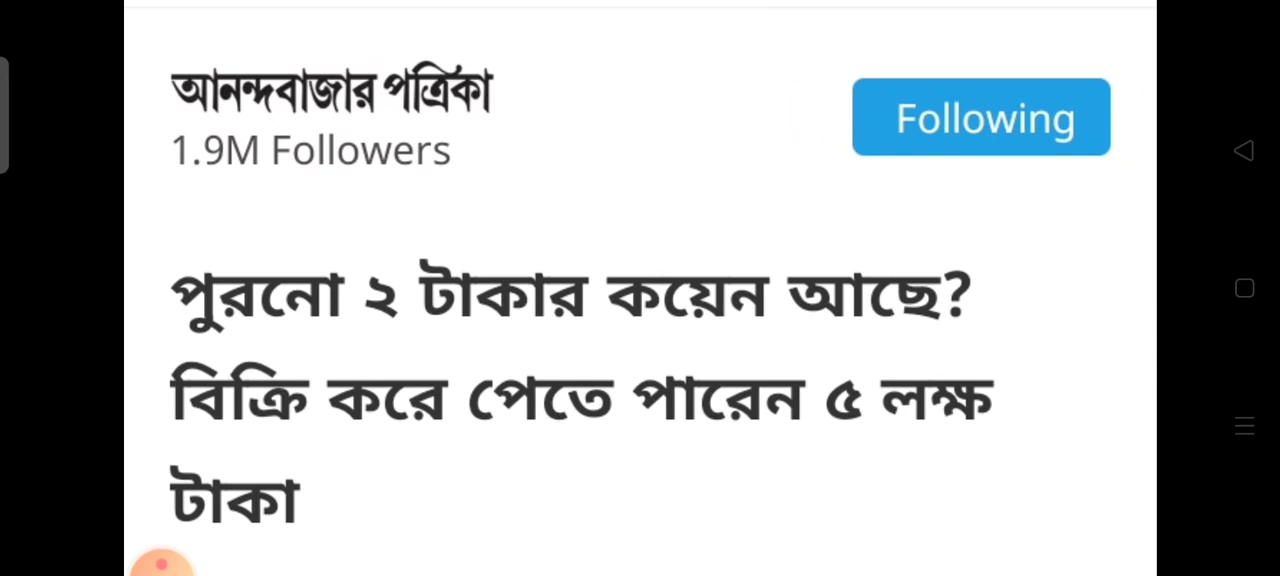 আনন্দবাজার পত্রিকা
1.9M Followers
Following
পুরনো ২ টাকার কয়েন আছে?
বিক্রি করে পেতে পারেন ৫ লক্ষ
টাকা